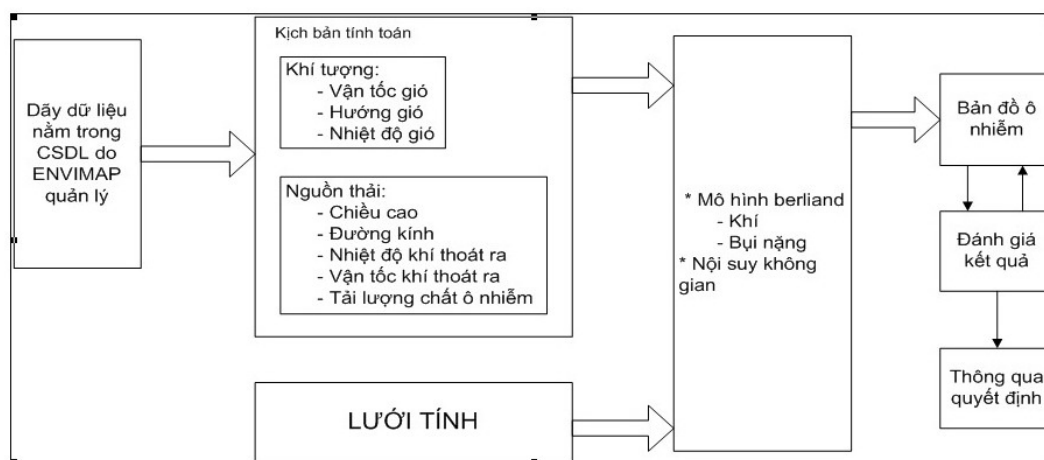 Dãy dữ liệu
nằm trong
CSDL do
ENVIMAP
quản lý
Kịch bản tính toán
Khí tượng:
- Vận tốc gió
- Hướng gió
- Nhiệt độ gió
Nguồn thải:
- Chiều cao
- Đường kính
- Nhiệt độ khí thoát ra
- Vận tốc khí thoát ra
- Tải lượng chất ô nhiễm
LƯỚI TÍNH
* Mô hình berliand
- Khí
- Bụi nặng
* Nội suy không
gian
Bản đồ ô
nhiễm
Đánh giá
kết quả
Thông qua
quyết định